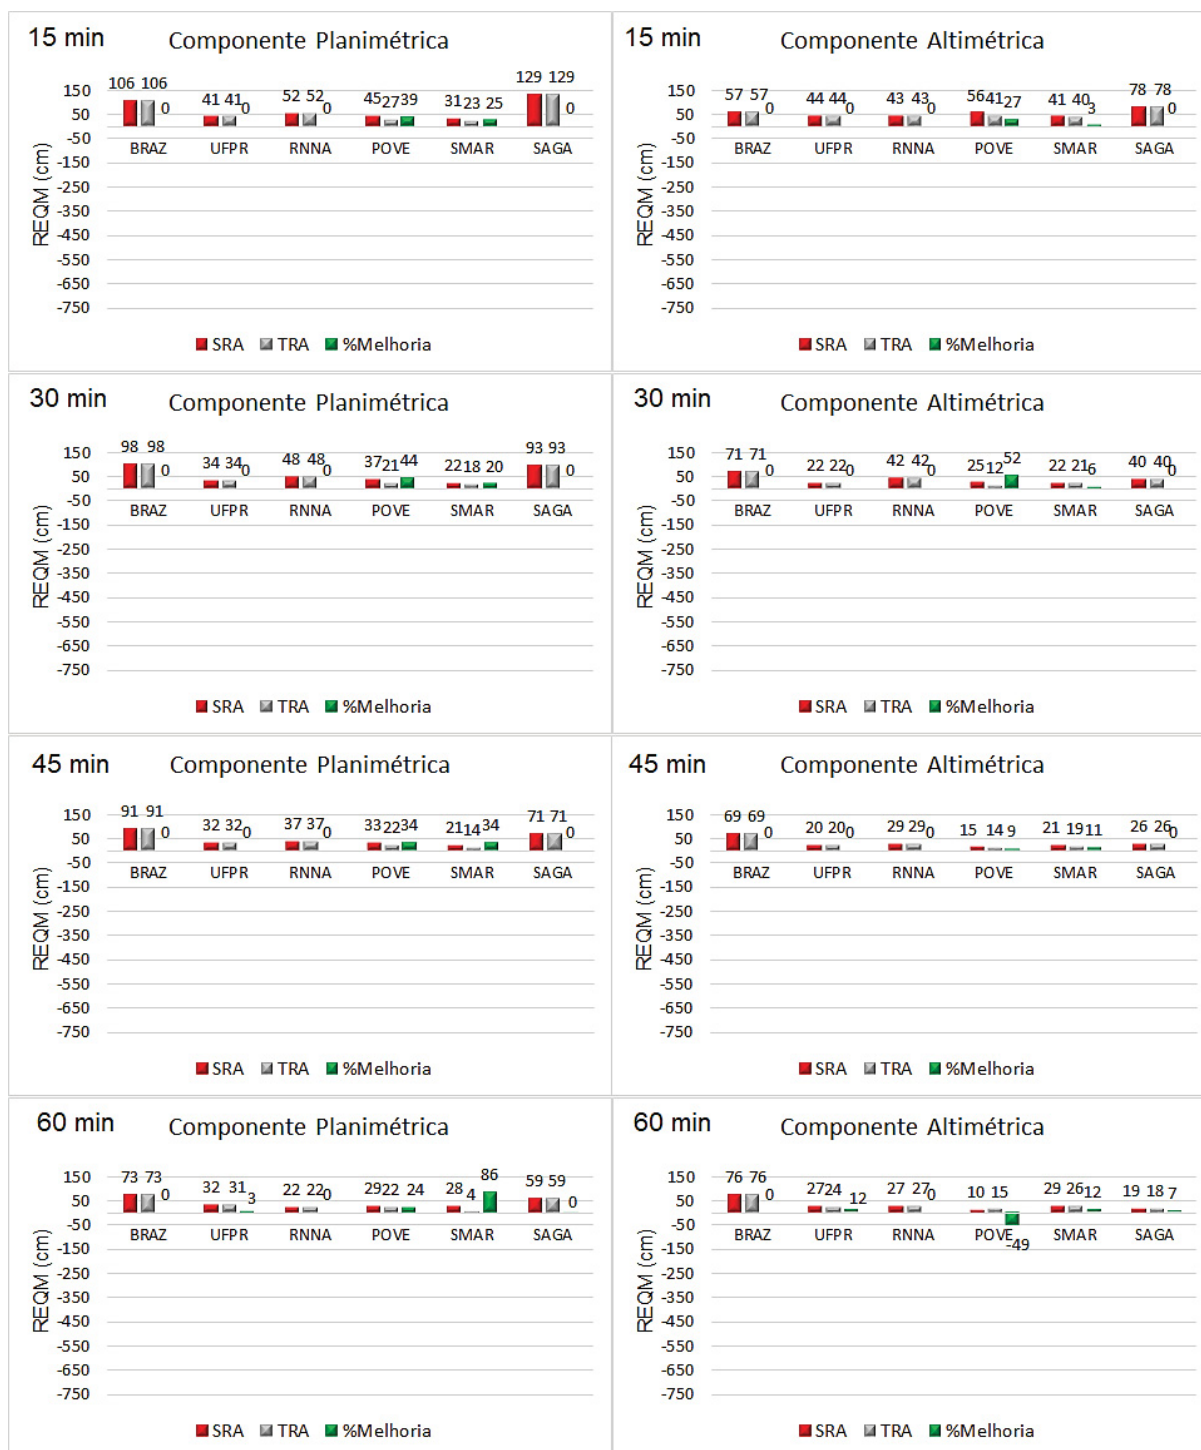 15 min Componente Planimétrica
REQM (cm)
150
50
-50
-150
-250
-350
-450
-550
-650
-750
106 106 0 41 41 0 52 52 0 45 27 39 31 23 25 129 129 0
BRAZ UFPR RNNA POVE SMAR SAGA
SRA TRA %Melhoria
15 min Componente Altimétrica
REQM (cm)
150
50
-50
-150
-250
-350
-450
-550
-650
-750
57 57 0 44 44 0 43 43 0 56 41 27 41 40 3 78 78 0
BRAZ UFPR RNNA POVE SMAR SAGA
SRA TRA %Melhoria
30 min Componente Planimétrica
REQM (cm)
150
50
-50
-150
-250
-350
-450
-550
-650
-750
98 98 0 34 34 0 48 48 0 37 21 44 22 18 20 93 93 0
BRAZ UFPR RNNA POVE SMAR SAGA
SRA TRA %Melhoria
30 min Componente Altimétrica
REQM (cm)
150
50
-50
-150
-250
-350
-450
-550
-650
-750
71 71 0 22 22 0 42 42 0 25 12 52 22 21 6 40 40 0
BRAZ UFPR RNNA POVE SMAR SAGA
SRA TRA %Melhoria
45 min Componente Planimétrica
REQM (cm)
150
50
-50
-150
-250
-350
-450
-550
-650
-750
91 91 0 32 32 0 37 37 0 33 22 34 21 14 34 71 71 0
BRAZ UFPR RNNA POVE SMAR SAGA
SRA TRA %Melhoria
45 min Componente Altimétrica
REQM (cm)
150
50
-50
-150
-250
-350
-450
-550
-650
-750
69 69 0 20 20 0 29 29 0 15 14 9 21 19 11 26 26 0
BRAZ UFPR RNNA POVE SMAR SAGA
SRA TRA %Melhoria
60 min Componente Planimétrica
REQM (cm)
150
50
-50
-150
-250
-350
-450
-550
-650
-750
73 73 0 32 31 3 22 22 0 29 22 24 28 4 86 59 59 0
BRAZ UFPR RNNA POVE SMAR SAGA
SRA TRA %Melhoria
60 min Componente Altimétrica
REQM (cm)
150
50
-50
-150
-250
-350
-450
-550
-650
-750
76 76 0 27 24 12 27 27 0 10 15 -49 29 26 12 19 18 7
BRAZ UFPR RNNA POVE SMAR SAGA
SRA TRA %Melhoria